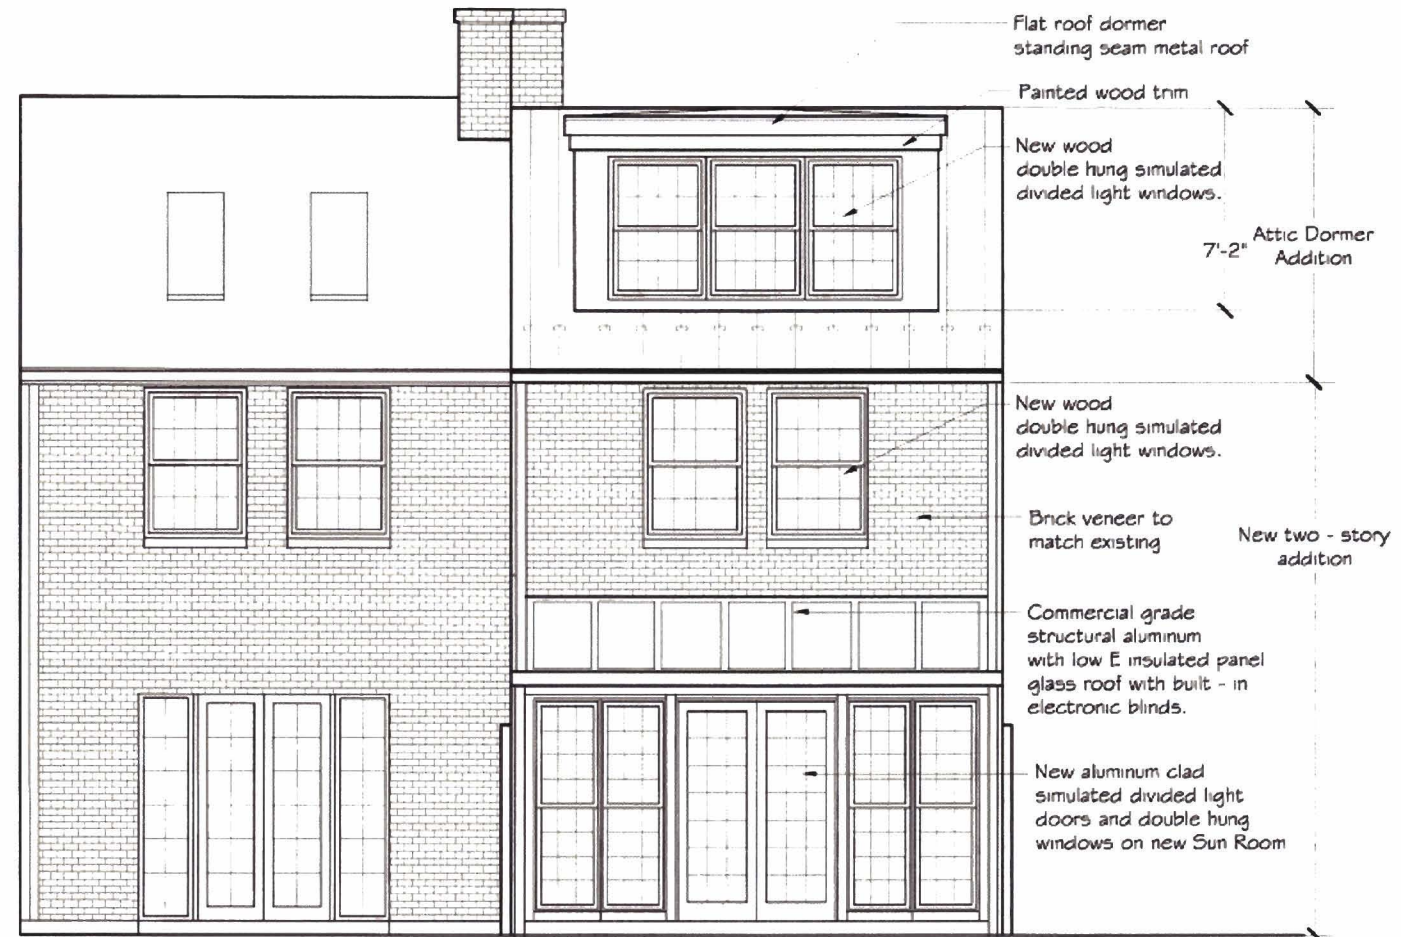 Flat roof dormer
standing seam metal roof
Painted wood trim
New wood
double hung simulated
divided light windows.
7'-2"
Attic Dormer
Addition
New wood
double hung simulated
divided light windows.
Brick veneer to
match existing
New two - story
addition
Commercial grade
structural aluminum
with low E insulated panel
glass roof with built - in
electronic blinds.
New aluminum clad
simulated divided light
doors and double hung
windows on new Sun Room